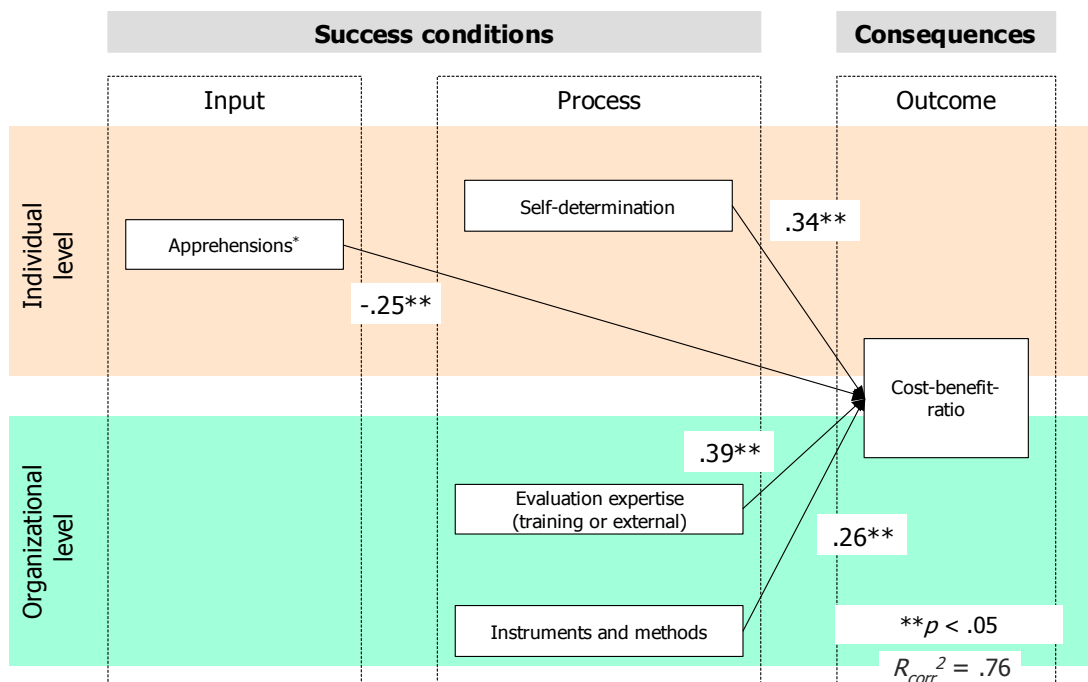 Success conditions
Consequences
Input
Process
Outcome
Individual
level
Self-determination
.34**
Apprehensions*
-.25**
Cost-benefit-
ratio
Organizational
level
.39**
Evaluation expertise
(training or external)
.26**
Instruments and methods
**p < .05
Rcorr² = .76